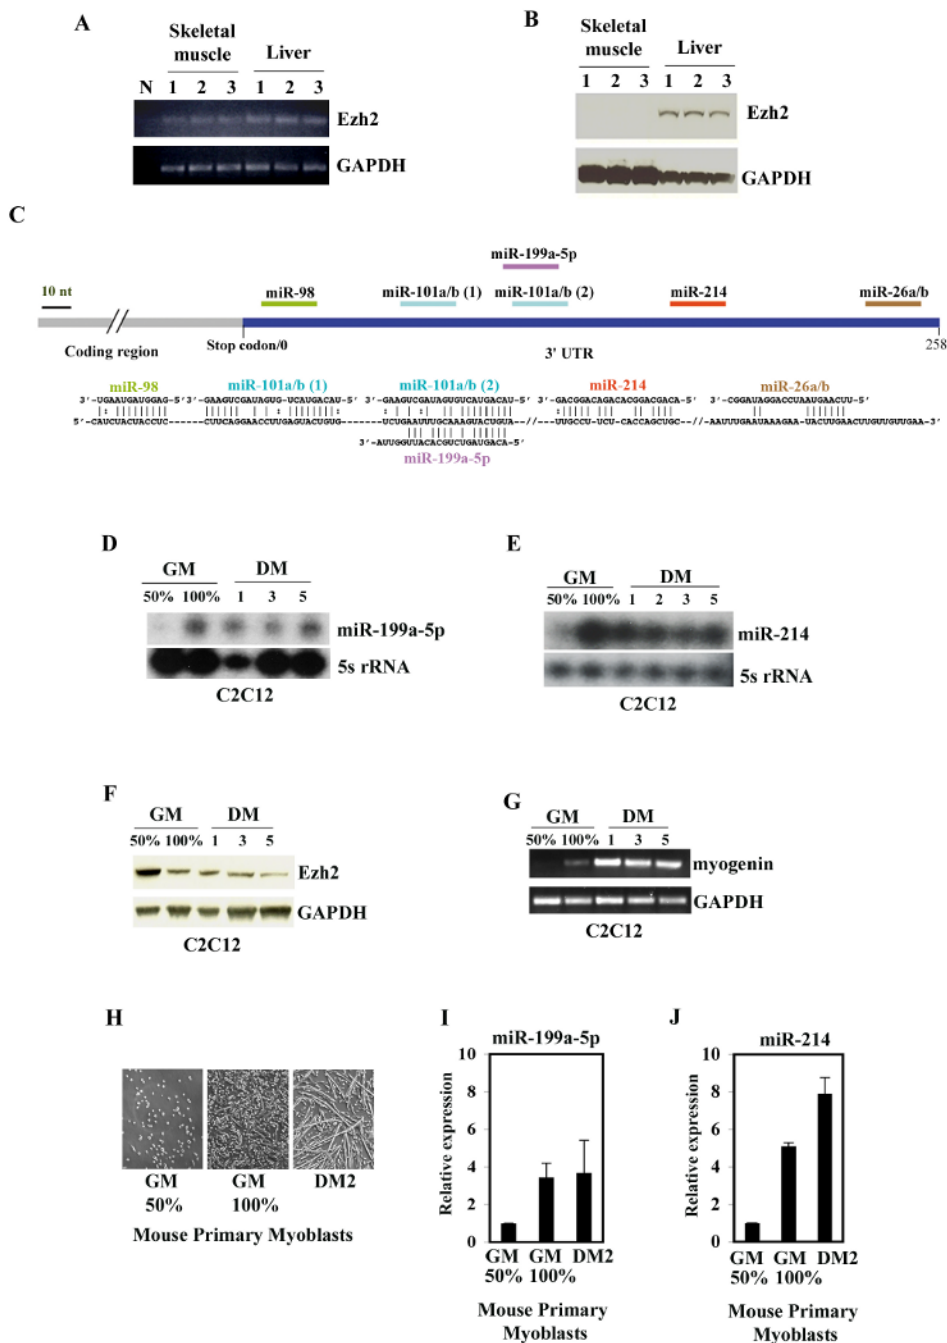 A
Skeletal muscle
Liver
N 1 2 3 1 2 3
Ezh2
GAPDH
B
Skeletal muscle
Liver
1 2 3 1 2 3
Ezh2
GAPDH
C
miR-199a-5p
10 nt
miR-98
miR-101a/b (1)
miR-101a/b (2)
miR-214
miR-26a/b
Coding region
Stop codon/0
3' UTR
258
miR-98
miR-101a/b (1)
miR-101a/b (2)
miR-214
miR-26a/b
3'-UGAAUGAUGGAG-5' 3'-GAAGUCGAUAGUG-UCAUGACAU-5' 3'-GAAGUCGAUAGUGUCAUGACAU-5' 3'-GACGGACAGACACGGACGACA-5' 3'-CGGAUAGGACCUAAUGAACUU-5'
5'-CAUCUACUACCUC------CUUCAGGAACCUUGAGUACUGUG------UCUGAAUUUGCAAAGUACUGUA--//--UUGCCU-UCU-CACCAGCUGC--//--AAUUUGAAUAAAGAA-UACUUGAACUUGUUGUUGAA-3'
3'-AUUGGUUACACGUCUGAUGACA-5'
miR-199a-5p
D
GM
DM
50% 100% 1 3 5
miR-199a-5p
5s rRNA
C2C12
E
GM
DM
50% 100% 1 2 3 5
miR-214
5s rRNA
C2C12
F
GM
DM
50% 100% 1 3 5
Ezh2
GAPDH
C2C12
G
GM
DM
50% 100% 1 3 5
myogenin
GAPDH
C2C12
H
GM 50%
GM 100%
DM2
Mouse Primary Myoblasts
I
miR-199a-5p
Relative expression
10
8
6
4
2
0
GM 50%
GM 100%
DM2
Mouse Primary
Myoblasts
J
miR-214
Relative expression
10
8
6
4
2
0
GM 50%
GM 100%
DM2
Mouse Primary
Myoblasts